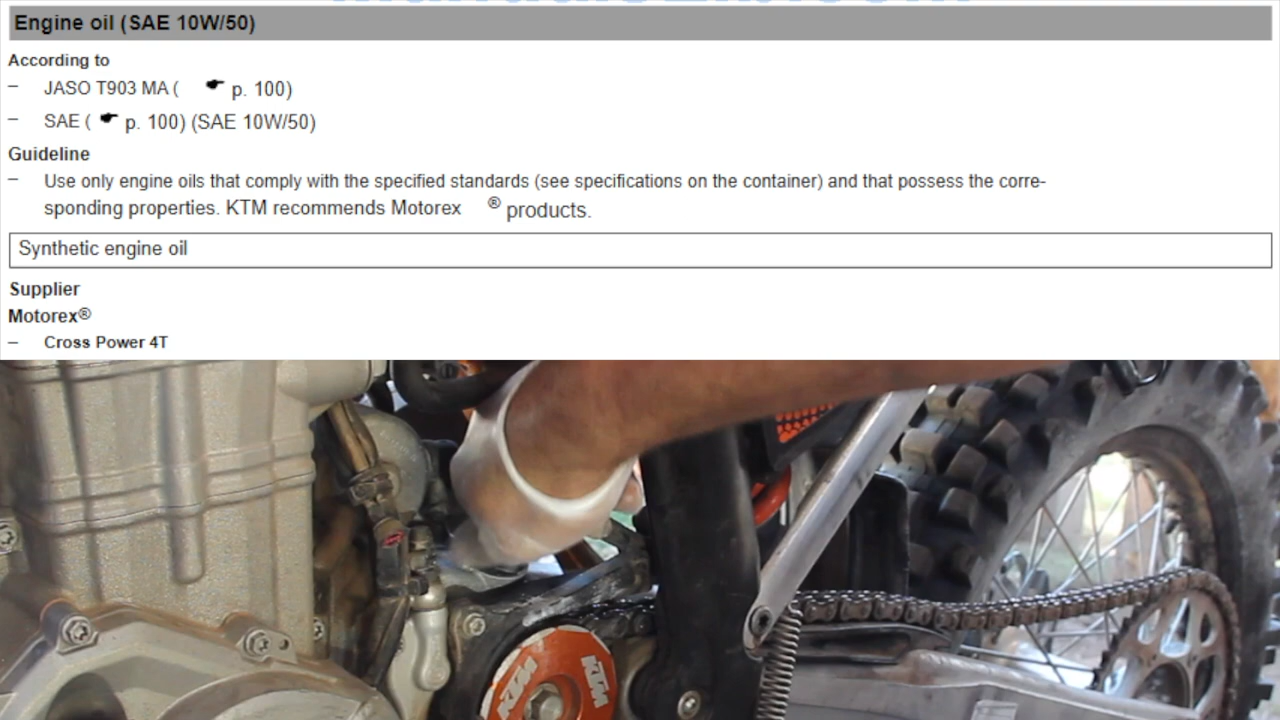 Engine oil (SAE 10W/50)
According to
– JASO T903 MA ( ☛ p. 100)
– SAE ( ☛ p. 100) (SAE 10W/50)
Guideline
– Use only engine oils that comply with the specified standards (see specifications on the container) and that possess the corre-
sponding properties. KTM recommends Motorex ® products.
Synthetic engine oil
Supplier
Motorex®
– Cross Power 4T
KTM
KTM